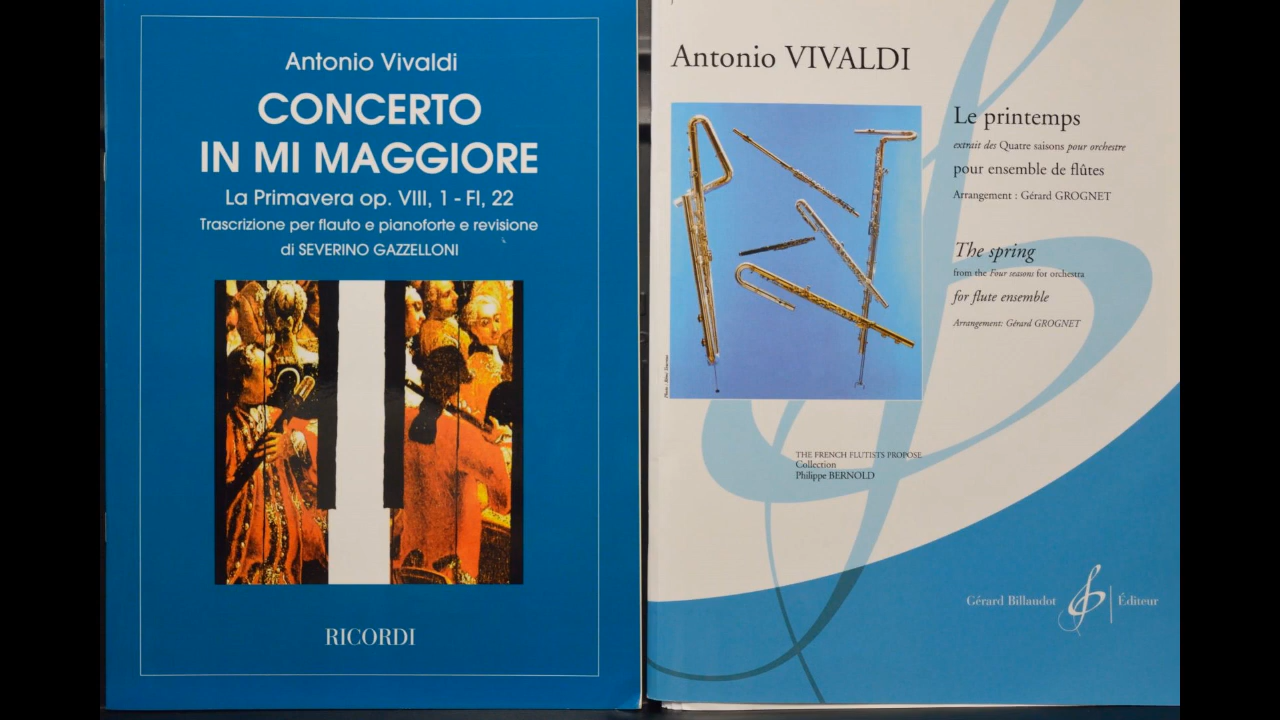 Antonio Vivaldi
CONCERTO
IN MI MAGGIORE
La Primavera op. VIII, 1 - FI, 22
Trascrizione per flauto e pianoforte e revisione
di SEVERINO GAZZELLONI
RICORDI
Antonio VIVALDI
Le printemps
extrait des Quatre saisons pour orchestre
pour ensemble de flûtes
Arrangement : Gérard GROGNET
The spring
from the Four seasons for orchestra
for flute ensemble
Arrangement: Gérard GROGNET
THE FRENCH FLUTISTS PROPOSE
Collection
Philippe BERNOLD
Gérard Billaudot Éditeur